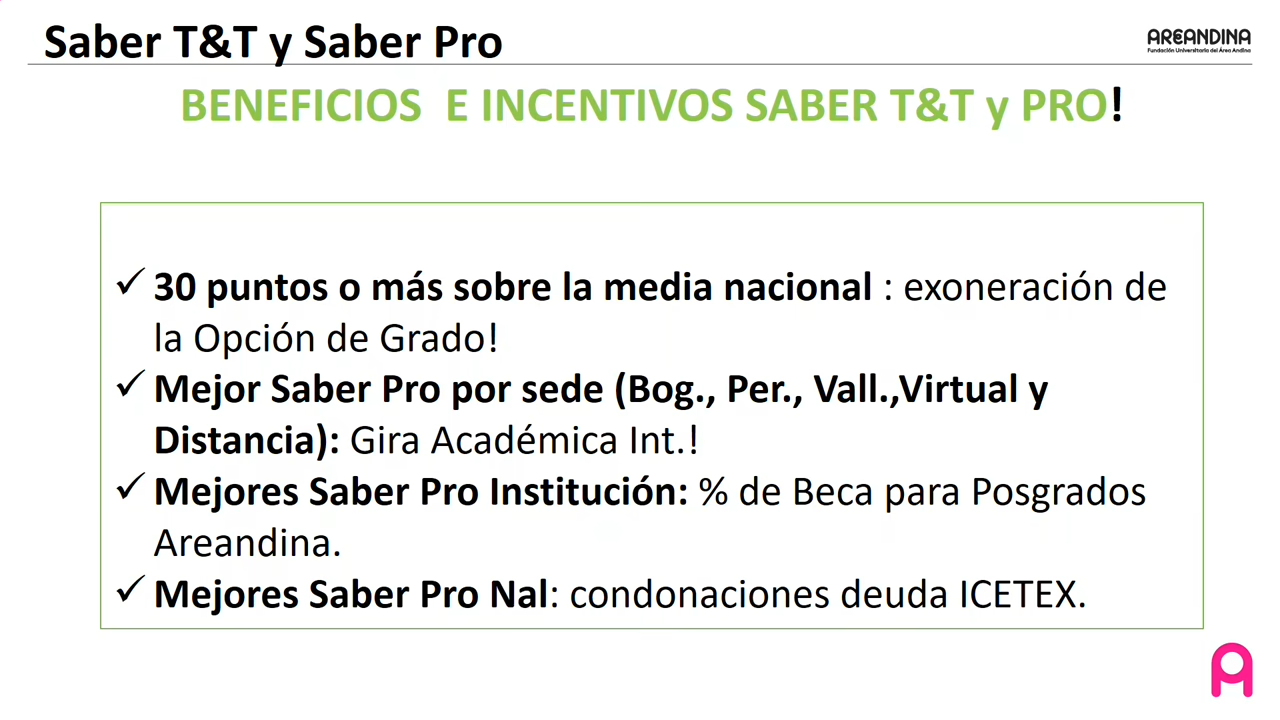 Saber T&T y Saber Pro
AREANDINA
Fundación Universitaria del Área Andina
BENEFICIOS E INCENTIVOS SABER T&T y PRO!
✓ 30 puntos o más sobre la media nacional : exoneración de
la Opción de Grado!
✓ Mejor Saber Pro por sede (Bog., Per., Vall.,Virtual y
Distancia): Gira Académica Int.!
✓ Mejores Saber Pro Institución: % de Beca para Posgrados
Areandina.
✓ Mejores Saber Pro Nal: condonaciones deuda ICETEX.